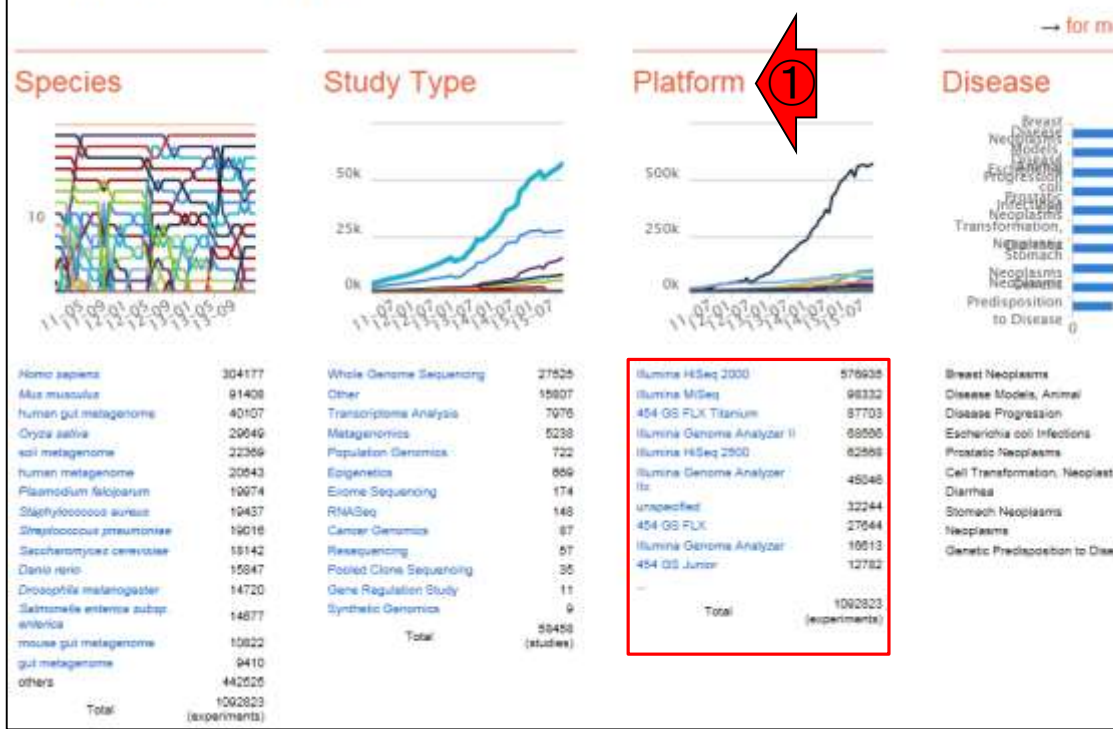 → for mo
Species
Study Type
Platform
①
Disease
10
50k
25k
0k
500k
250k
0k
Breast
Predisposition
to Disease
0
Homo sapiens 304177
Mus musculus 91408
human gut metagenome 40107
Oryza sativa 29649
soil metagenome 22369
human metagenome 20643
Plasmodium falciparum 19974
Staphylococcus aureus 19437
Streptococcus pneumoniae 19016
Saccharomyces cerevisiae 18142
Danio rerio 15847
Drosophila melanogaster 14720
Salmonella enterica subsp.
enterica 14677
mouse gut metagenome 10822
gut metagenome 9410
others 442626
Total 1092823
(experiments)
Whole Genome Sequencing 27626
Other 15807
Transcriptome Analysis 7976
Metagenomics 5238
Population Genomics 722
Epigenetics 669
Exome Sequencing 174
RNASeq 148
Cancer Genomics 87
Resequencing 57
Pooled Clone Sequencing 35
Gene Regulation Study 11
Synthetic Genomics 9
Total 58458
(studies)
Illumina HiSeq 2000 576935
Illumina MiSeq 98332
454 GS FLX Titanium 87703
Illumina Genome Analyzer II 68566
Illumina HiSeq 2500 62568
Illumina Genome Analyzer
IIx 45046
unspecified 32244
454 GS FLX 27644
Illumina Genome Analyzer 16613
454 GS Junior 12782
...
Total 1092823
(experiments)
Breast Neoplasms
Disease Models, Animal
Disease Progression
Escherichia coli Infections
Prostatic Neoplasms
Cell Transformation, Neoplast
Diarrhea
Stomach Neoplasms
Neoplasms
Genetic Predisposition to Dise